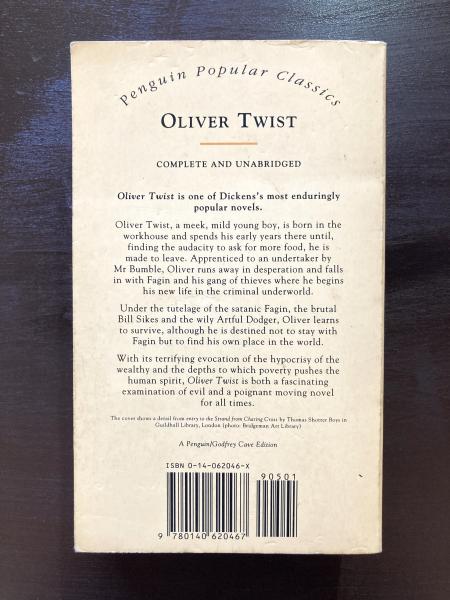 Penguin Popular Classics
OLIVER TWIST
COMPLETE AND UNABRIDGED
Oliver Twist is one of Dickens's most enduringly
popular novels.
Oliver Twist, a meek, mild young boy, is born in the
workhouse and spends his early years there until,
finding the audacity to ask for more food, he is
made to leave. Apprenticed to an undertaker by
Mr Bumble, Oliver runs away in desperation and falls
in with Fagin and his gang of thieves where he begins
his new life in the criminal underworld.
Under the tutelage of the satanic Fagin, the brutal
Bill Sikes and the wily Artful Dodger, Oliver learns
to survive, although he is destined not to stay with
Fagin but to find his own place in the world.
With its terrifying evocation of the hypocrisy of the
wealthy and the depths to which poverty pushes the
human spirit, Oliver Twist is both a fascinating
examination of evil and a poignant moving novel
for all times.
The cover shows a detail from entry to the Strand from Charing Cross by Thomas Shotter Boys in
Guildhall Library, London (photo: Bridgeman Art Library)
A Penguin/Godfrey Cave Edition
ISBN 0-14-062046-X
90501
9 780140 620467